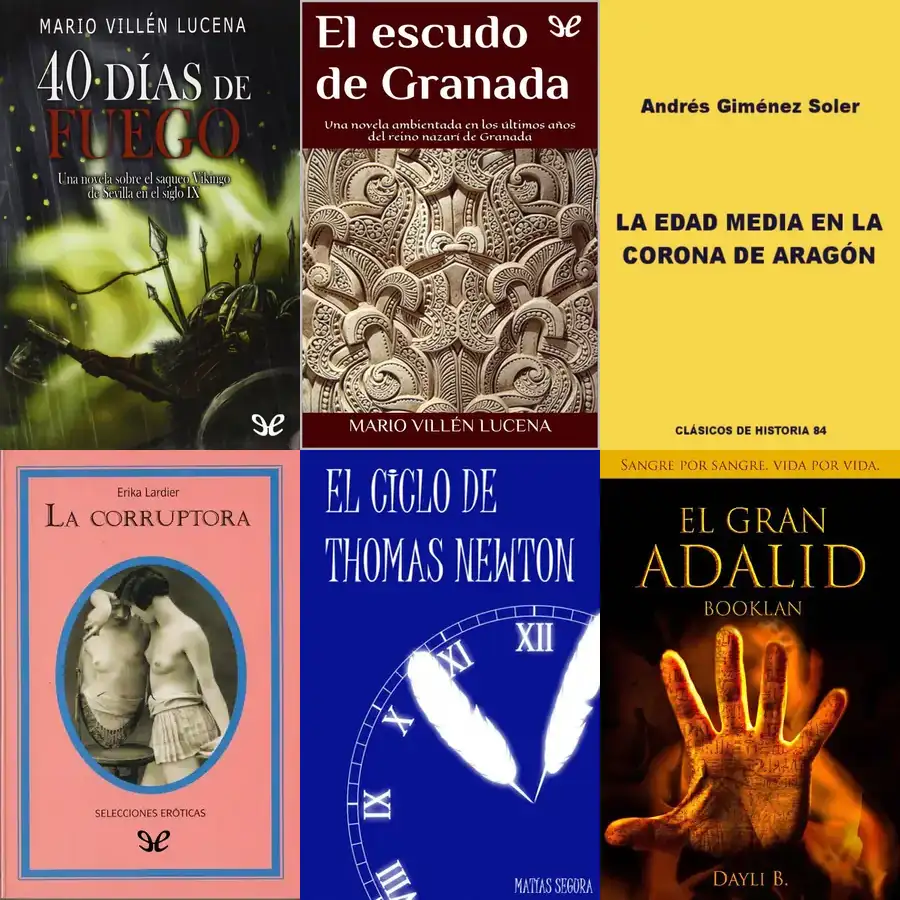 MARIO VILLÉN LUCENA
40 DÍAS DE
FUEGO
Una novela sobre el saqueo Vikingo
de Sevilla en el siglo IX
El escudo
de Granada
Una novela ambientada en los últimos años
del reino nazarí de Granada
MARIO VILLÉN LUCENA
Andrés Giménez Soler
LA EDAD MEDIA EN LA
CORONA DE ARAGÓN
CLÁSICOS DE HISTORIA 84
Erika Lardier
LA CORRUPTORA
SELECCIONES ERÓTICAS
EL CICLO DE
THOMAS NEWTON
XII
XI
X
IX
VIII
MATYAS SEGURA
SANGRE POR SANGRE. VIDA POR VIDA.
EL GRAN
ADALID
BOOKLAN
DAYLI B.